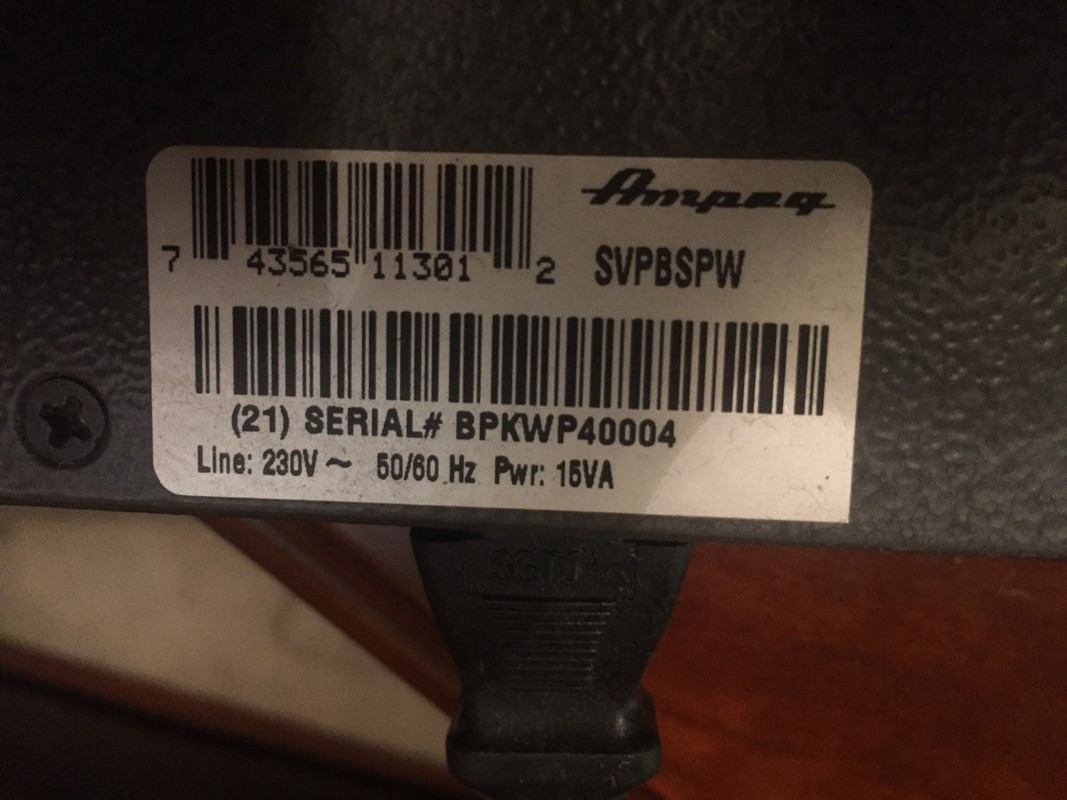 Ampeg
7 43565 11301 2
SVPBSPW
(21) SERIAL# BPKWP40004
Line: 230V ~ 50/60 Hz Pwr: 15VA